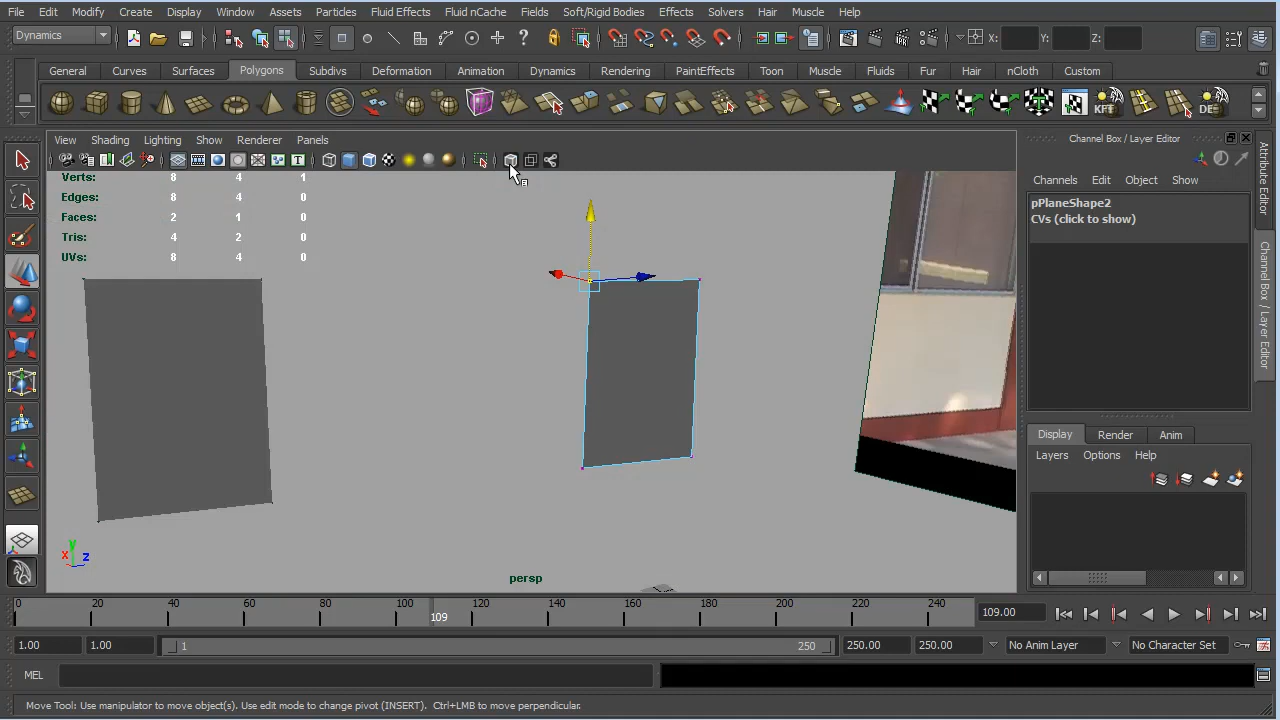 File Edit Modify Create Display Window Assets Particles Fluid Effects Fluid nCache Fields Soft/Rigid Bodies Effects Solvers Hair Muscle Help
Dynamics X: Y: Z:
General Curves Surfaces Polygons Subdivs Deformation Animation Dynamics Rendering PaintEffects Toon Muscle Fluids Fur Hair nCloth Custom
KFT DE
View Shading Lighting Show Renderer Panels
Channel Box / Layer Editor
Channels Edit Object Show
Verts: 8 4 1
Edges: 8 4 0
Faces: 2 1 0
Tris: 4 2 0
UVs: 8 4 0
pPlaneShape2
CVs (click to show)
Attribute Editor
Channel Box / Layer Editor
Display Render Anim
Layers Options Help
y
x z
persp
0 20 40 60 80 100 120 140 160 180 200 220 240
109
109.00
1.00 1.00 1 250 250.00 250.00 No Anim Layer No Character Set
MEL
Move Tool: Use manipulator to move object(s). Use edit mode to change pivot (INSERT). Ctrl+LMB to move perpendicular.